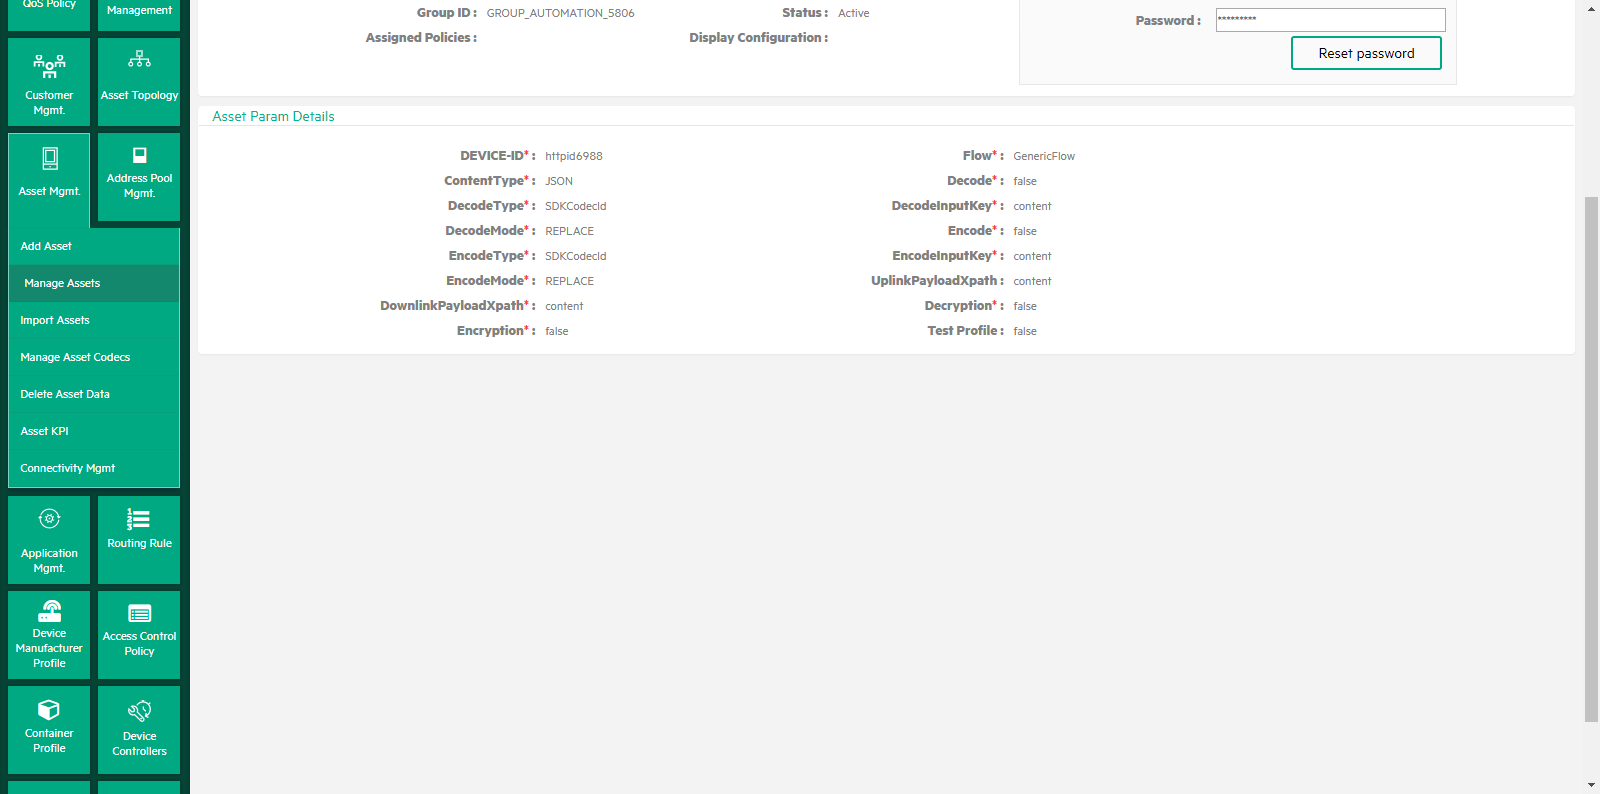 QoS Policy
Management
Customer
Mgmt.
Asset Topology
Asset Mgmt.
Address Pool
Mgmt.
Add Asset
Manage Assets
Import Assets
Manage Asset Codecs
Delete Asset Data
Asset KPI
Connectivity Mgmt
Application
Mgmt.
Routing Rule
Device
Manufacturer
Profile
Access Control
Policy
Container
Profile
Device
Controllers
Group ID : GROUP_AUTOMATION_5806
Status : Active
Assigned Policies :
Display Configuration :
Password : *********
Reset password
Asset Param Details
DEVICE-ID* : httpid6988
Flow* : GenericFlow
ContentType* : JSON
Decode* : false
DecodeType* : SDKCodecId
DecodeInputKey* : content
DecodeMode* : REPLACE
Encode* : false
EncodeType* : SDKCodecId
EncodeInputKey* : content
EncodeMode* : REPLACE
UplinkPayloadXpath : content
DownlinkPayloadXpath* : content
Decryption* : false
Encryption* : false
Test Profile : false